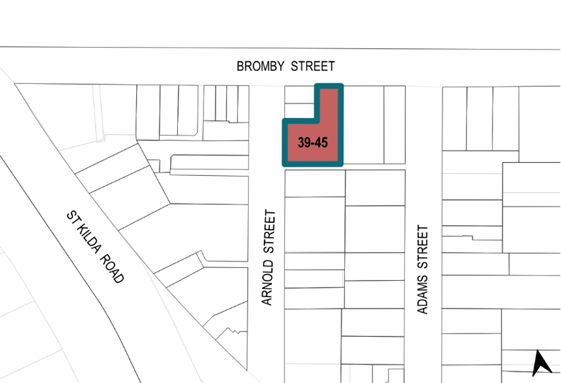 BROMBY STREET
39-45
ST KILDA ROAD
ARNOLD STREET
ADAMS STREET